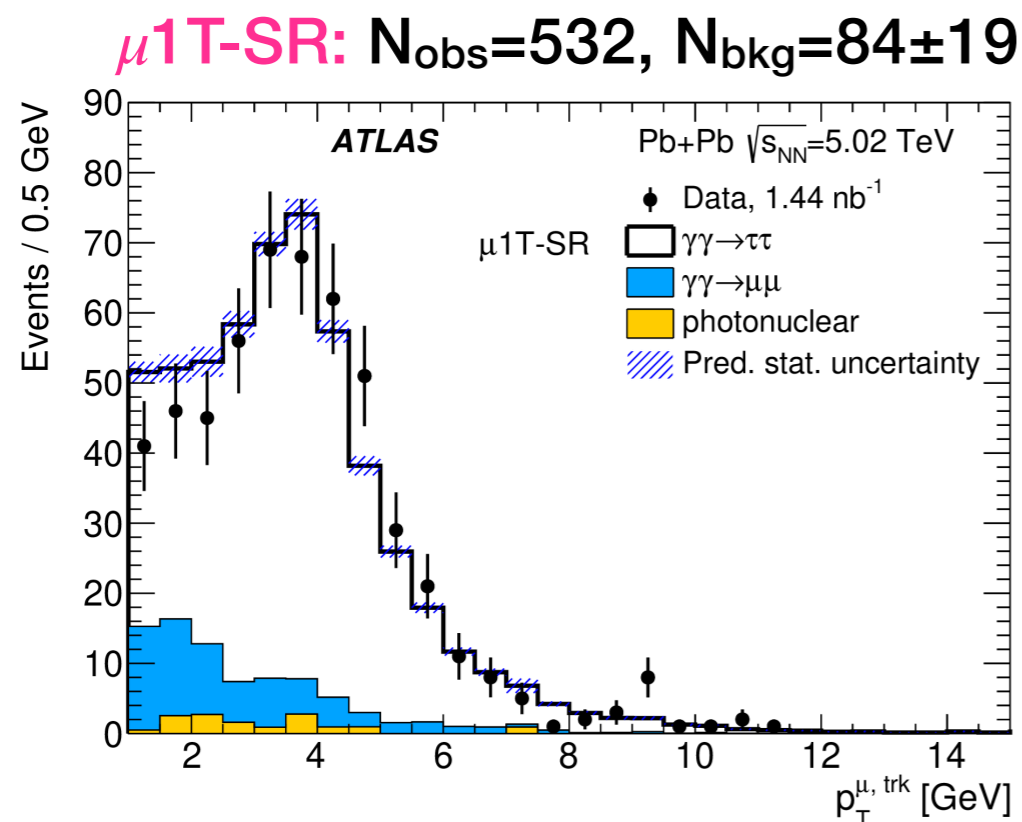 μ1T-SR: Nobs=532, Nbkg=84±19
Events / 0.5 GeV
90
80
70
60
50
40
30
20
10
0
ATLAS
Pb+Pb √sNN=5.02 TeV
Data, 1.44 nb-1
μ1T-SR
γγ→ττ
γγ→μμ
photonuclear
Pred. stat. uncertainty
2 4 6 8 10 12 14
pTμ, trk [GeV]